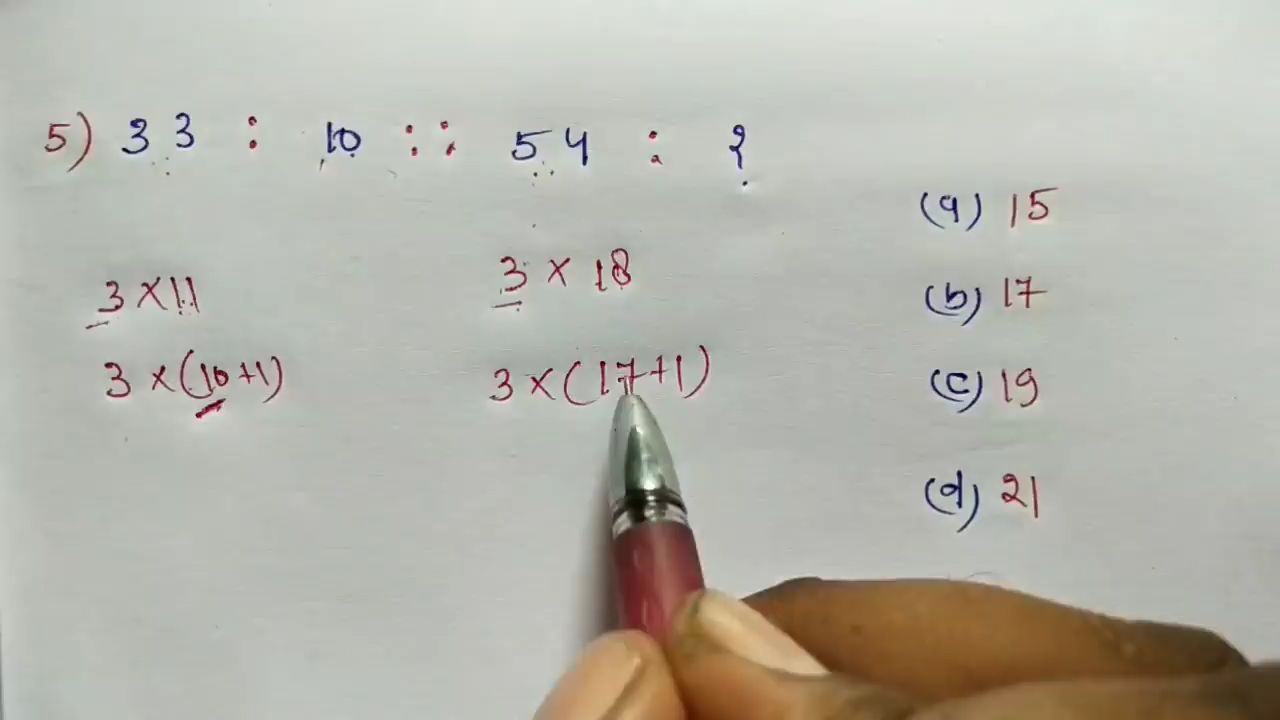 5) 33 : 10 :: 54 : ?
(a) 15
3 × 11
3 × 18
(b) 17
3 × (10+1)
3 × (17+1)
(c) 19
(d) 21